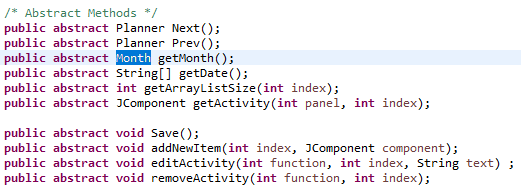 /* Abstract Methods */
public abstract Planner Next();
public abstract Planner Prev();
public abstract Month getMonth();
public abstract String[] getDate();
public abstract int getArrayListSize(int index);
public abstract JComponent getActivity(int panel, int index);
public abstract void Save();
public abstract void addNewItem(int index, JComponent component);
public abstract void editActivity(int function, int index, String text) ;
public abstract void removeActivity(int function, int index);